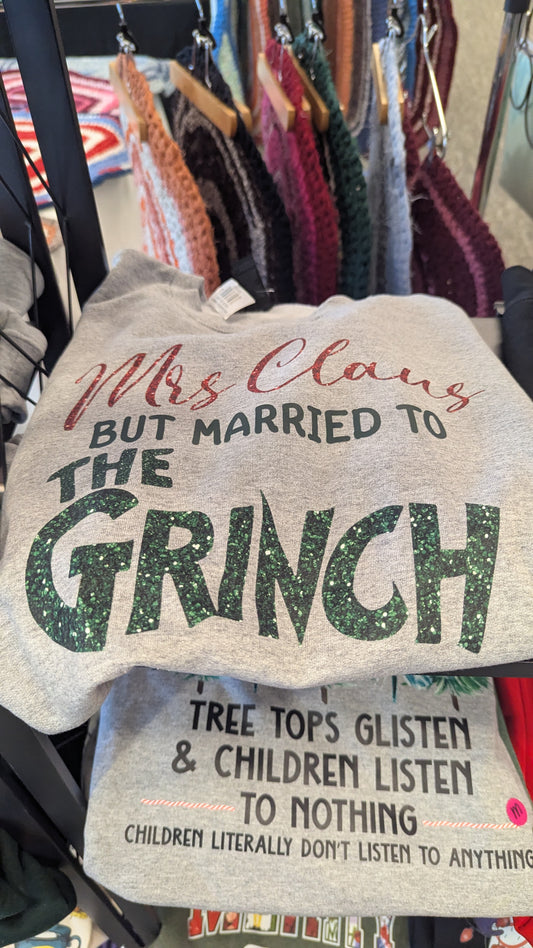 Mrs Claus
BUT MARRIED TO
THE
GRINCH
TREE TOPS GLISTEN
& CHILDREN LISTEN
TO NOTHING
CHILDREN LITERALLY DON'T LISTEN TO ANYTHING
M